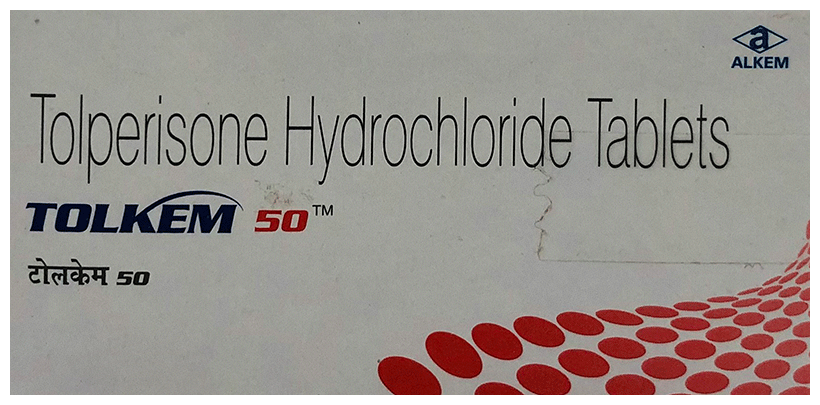 ALKEM
Tolperisone Hydrochloride Tablets
TOLKEM 50™
टोलकेम 50